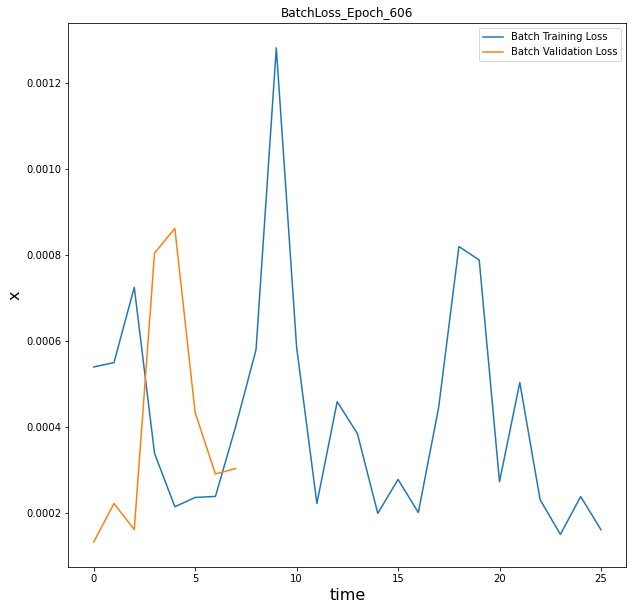 BatchLoss_Epoch_606
Batch Training Loss
Batch Validation Loss
0.0012
0.0010
0.0008
0.0006
0.0004
0.0002
x
0 5 10 15 20 25
time